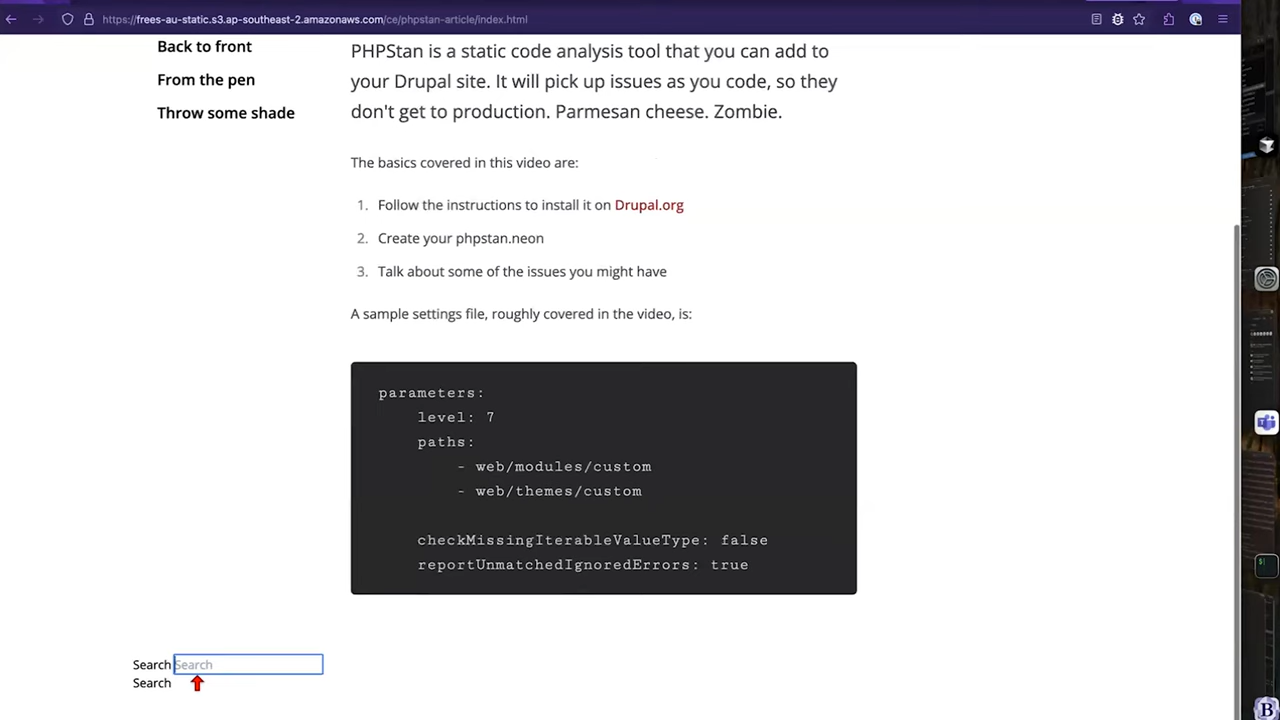 https://frees-au-static.s3.ap-southeast-2.amazonaws.com/ce/phpstan-article/index.html
Back to front
From the pen
Throw some shade
PHPStan is a static code analysis tool that you can add to
your Drupal site. It will pick up issues as you code, so they
don't get to production. Parmesan cheese. Zombie.
The basics covered in this video are:
1. Follow the instructions to install it on Drupal.org
2. Create your phpstan.neon
3. Talk about some of the issues you might have
A sample settings file, roughly covered in the video, is:
parameters:
    level: 7
    paths:
        - web/modules/custom
        - web/themes/custom
    checkMissingIterableValueType: false
    reportUnmatchedIgnoredErrors: true
Search Search
Search